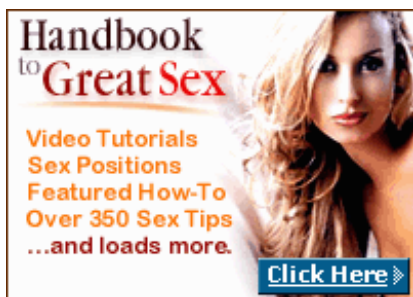 Handbook
to Great Sex
Video Tutorials
Sex Positions
Featured How-To
Over 350 Sex Tips
...and loads more.
Click Here